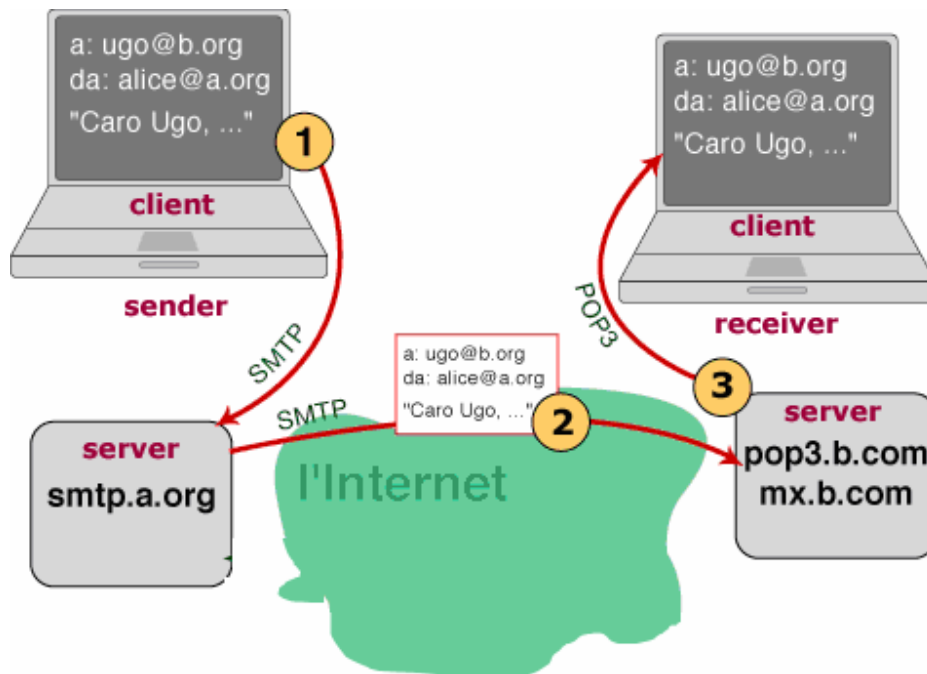 a: ugo@b.org
da: alice@a.org
"Caro Ugo, ..."
1
client
sender
SMTP
a: ugo@b.org
da: alice@a.org
"Caro Ugo, ..."
client
receiver
POP3
3
SMTP
a: ugo@b.org
da: alice@a.org
"Caro Ugo, ..."
2
l'Internet
server
smtp.a.org
server
pop3.b.com
mx.b.com